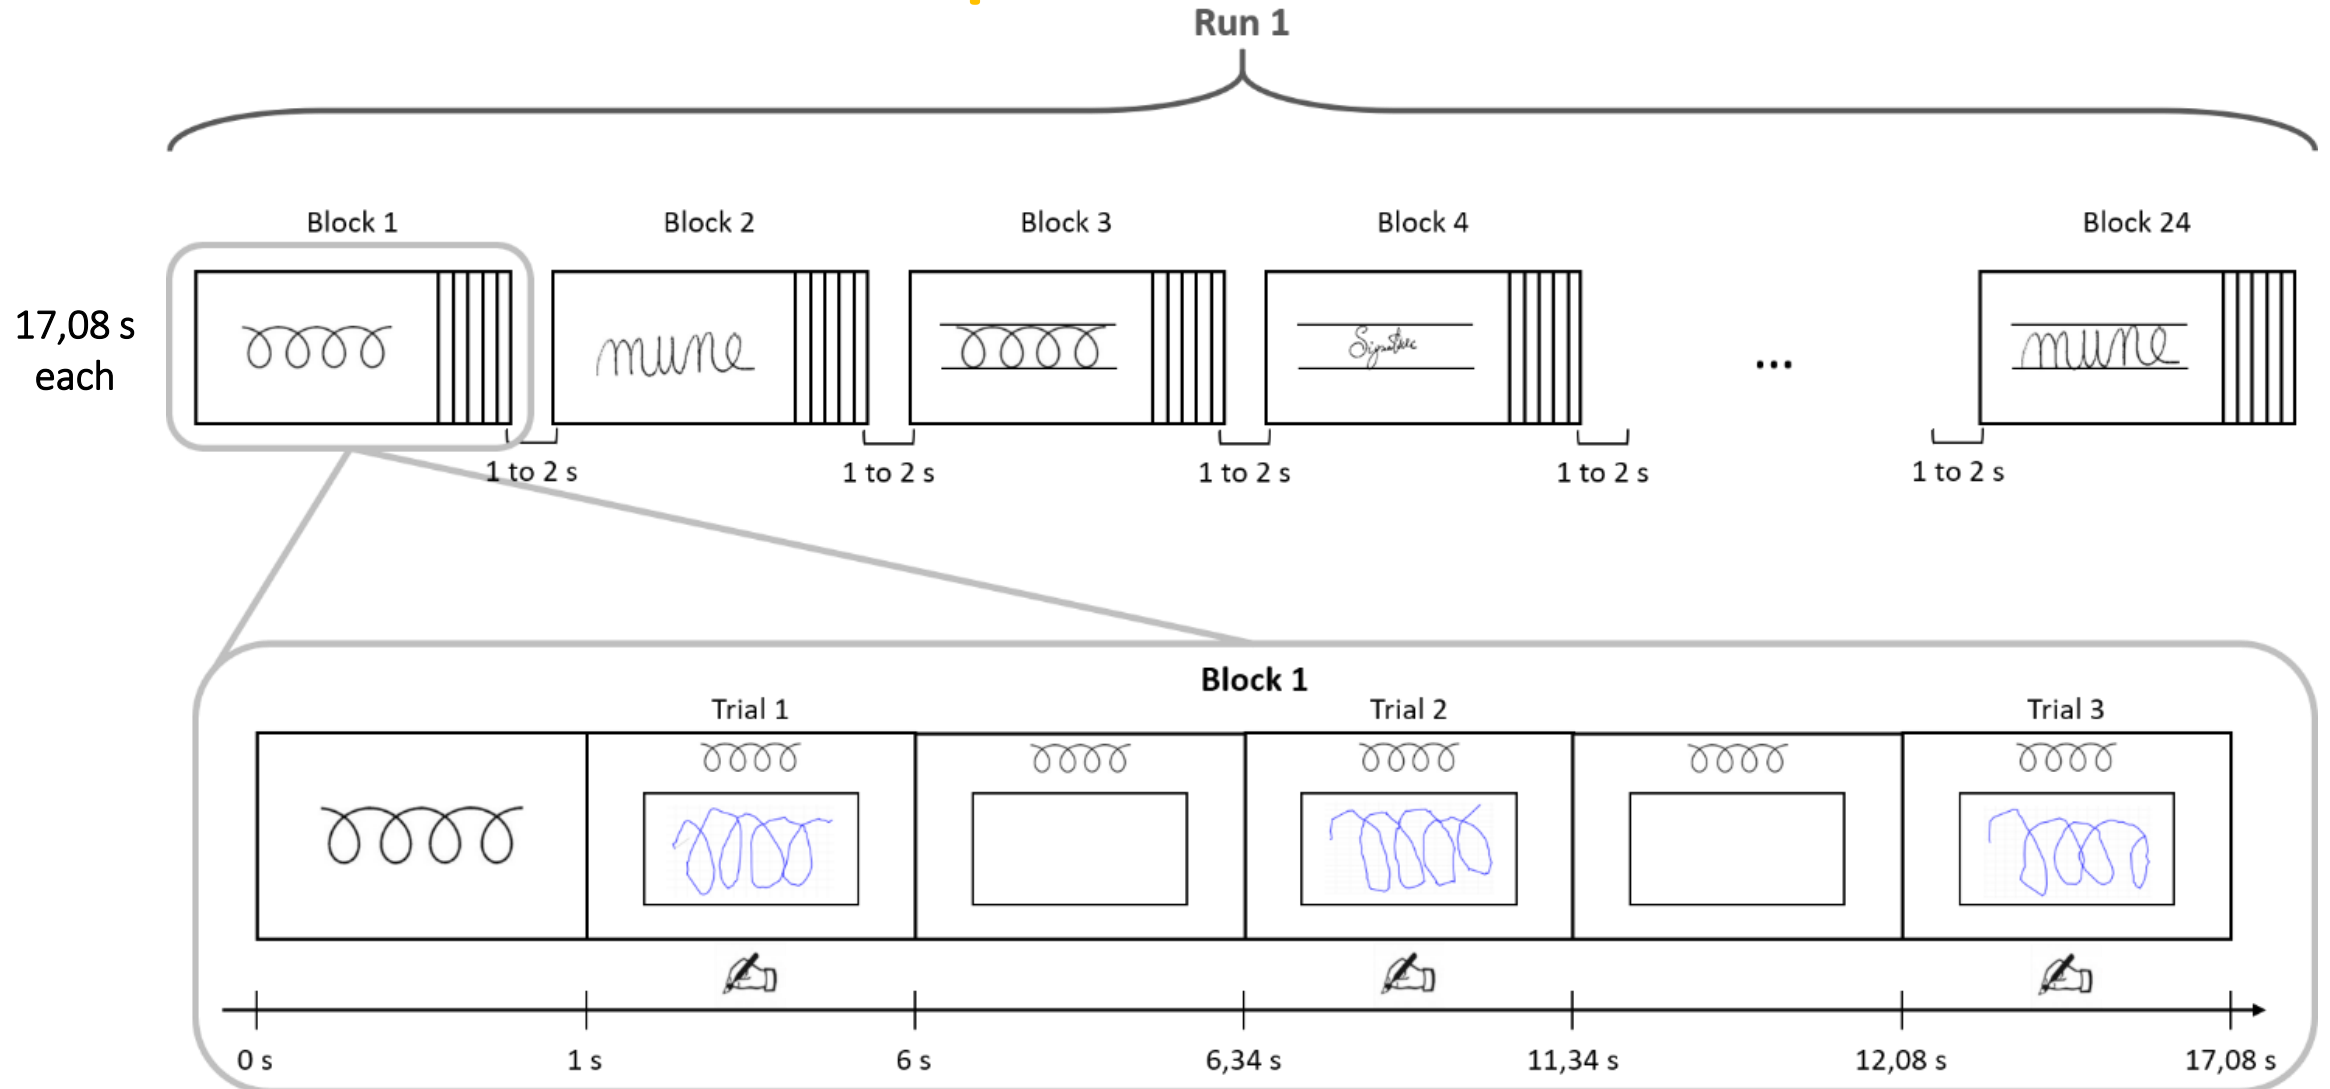 Run 1
Block 1
Block 2
Block 3
Block 4
Block 24
17,08 s
each
mune
Signature
...
mune
1 to 2 s
1 to 2 s
1 to 2 s
1 to 2 s
1 to 2 s
Block 1
Trial 1
Trial 2
Trial 3
0 s
1 s
6 s
6,34 s
11,34 s
12,08 s
17,08 s